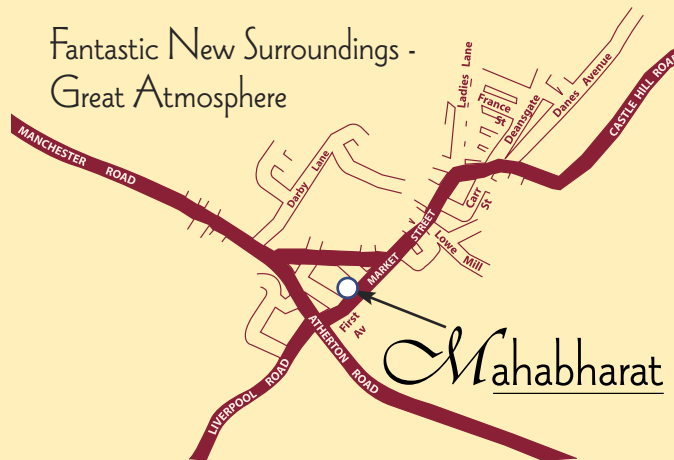 Fantastic New Surroundings -
Great Atmosphere
MANCHESTER ROAD
Darby Lane
Ladies Lane
France
St
Deansgate
Danes Avenue
CASTLE HILL ROAD
Carr
St
MARKET STREET
Lowe
Mill
First
Av
ATHERTON ROAD
LIVERPOOL ROAD
Mahabharat